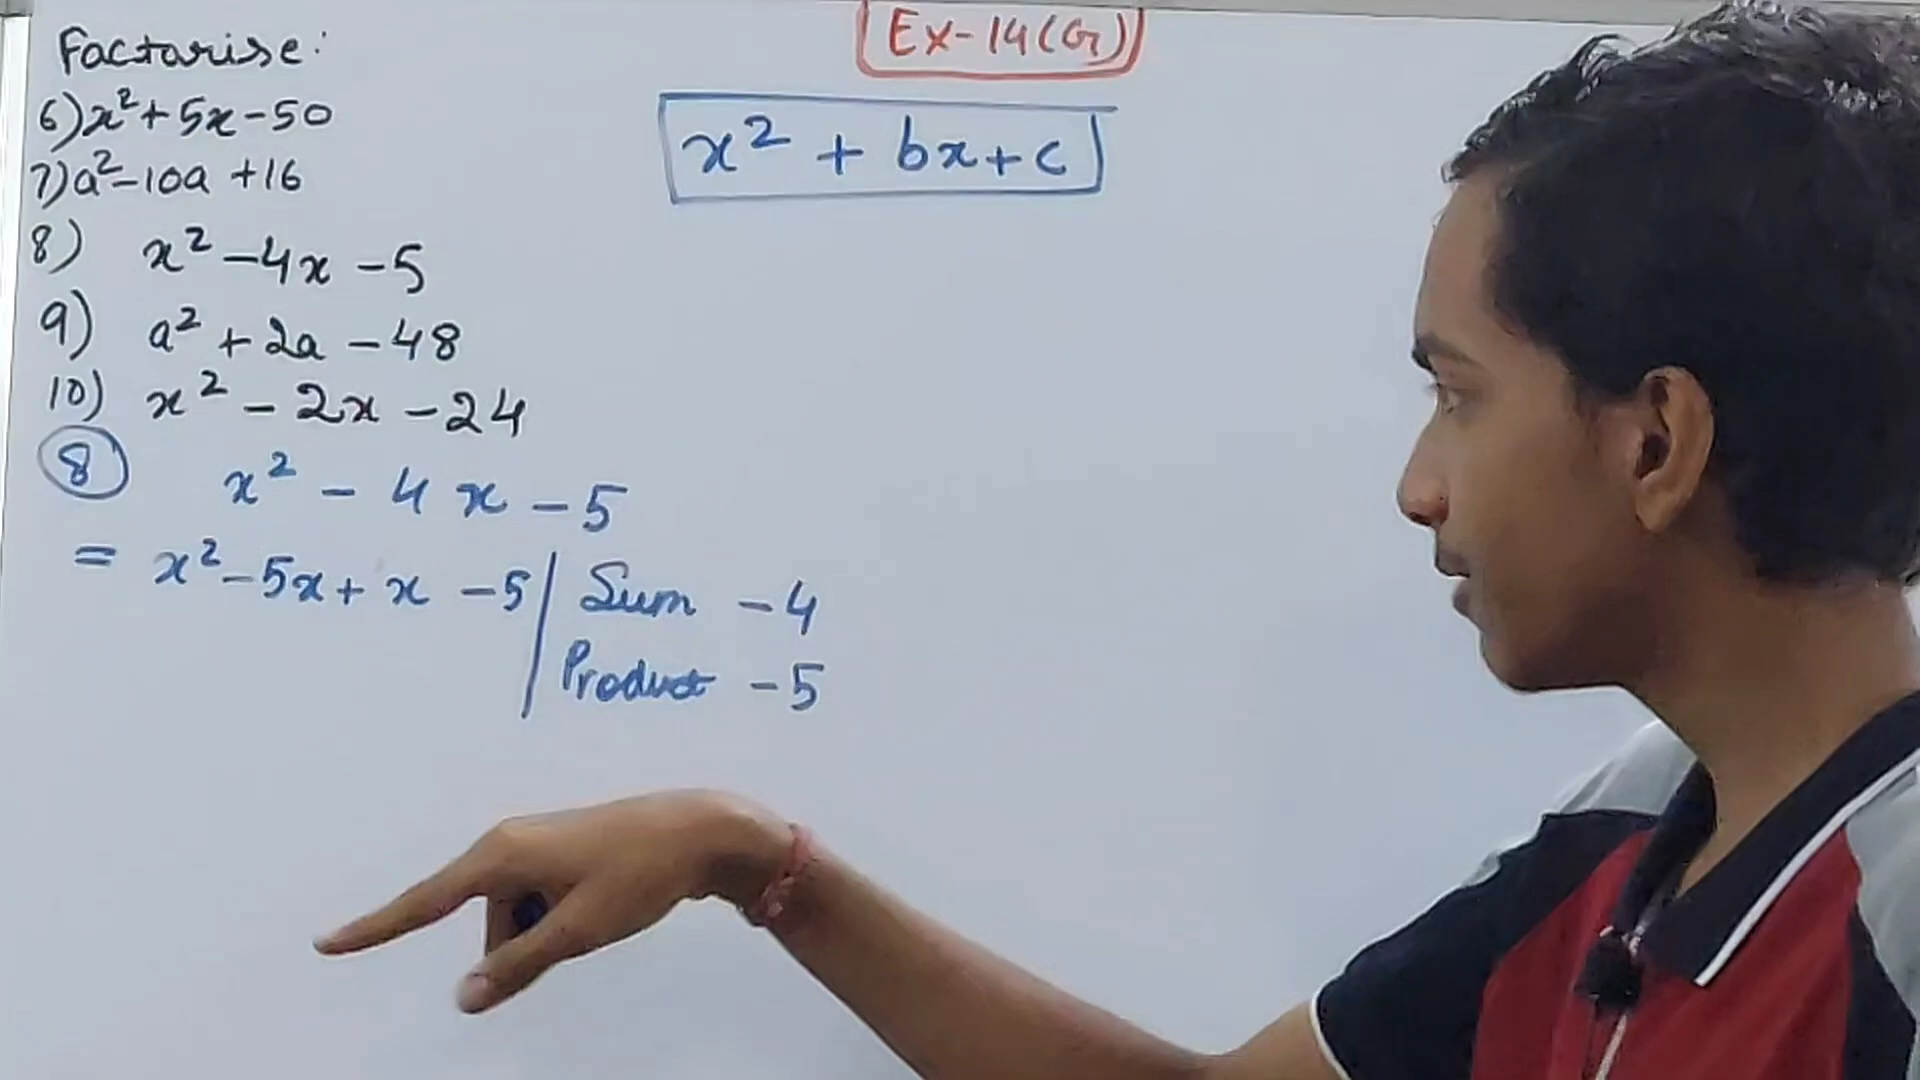 Ex-14(G)
Factorise:
6) x² + 5x - 50
7) a² - 10a + 16
8) x² - 4x - 5
9) a² + 2a - 48
10) x² - 2x - 24
x² + bx + c
8 x² - 4x - 5
= x² - 5x + x - 5
Sum - 4
Product - 5